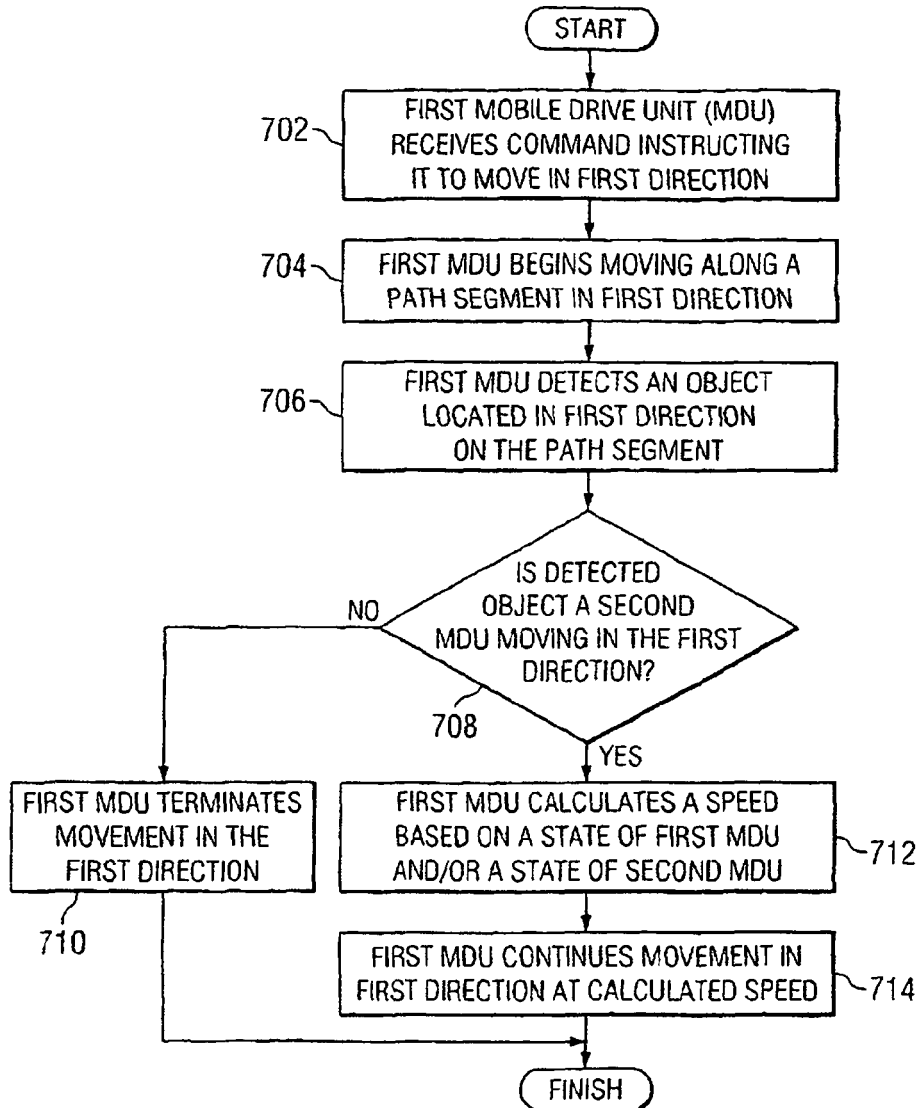 START
702
FIRST MOBILE DRIVE UNIT (MDU)
RECEIVES COMMAND INSTRUCTING
IT TO MOVE IN FIRST DIRECTION
704
FIRST MDU BEGINS MOVING ALONG A
PATH SEGMENT IN FIRST DIRECTION
706
FIRST MDU DETECTS AN OBJECT
LOCATED IN FIRST DIRECTION
ON THE PATH SEGMENT
IS DETECTED
OBJECT A SECOND
MDU MOVING IN THE FIRST
DIRECTION?
NO
708
YES
FIRST MDU TERMINATES
MOVEMENT IN THE
FIRST DIRECTION
710
FIRST MDU CALCULATES A SPEED
BASED ON A STATE OF FIRST MDU
AND/OR A STATE OF SECOND MDU
712
FIRST MDU CONTINUES MOVEMENT IN
FIRST DIRECTION AT CALCULATED SPEED
714
FINISH